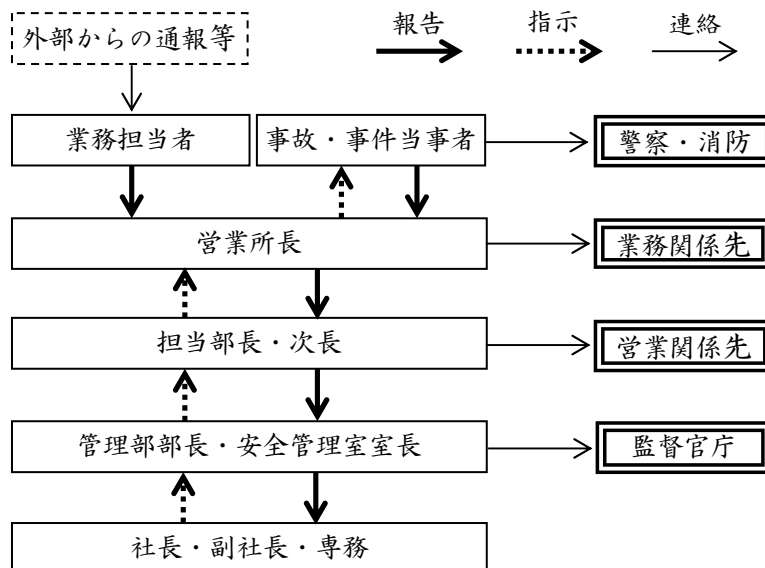 外部からの通報等
報告
指示
連絡
業務担当者
事故・事件当事者
警察・消防
営業所長
業務関係先
担当部長・次長
営業関係先
管理部部長・安全管理室室長
監督官庁
社長・副社長・専務